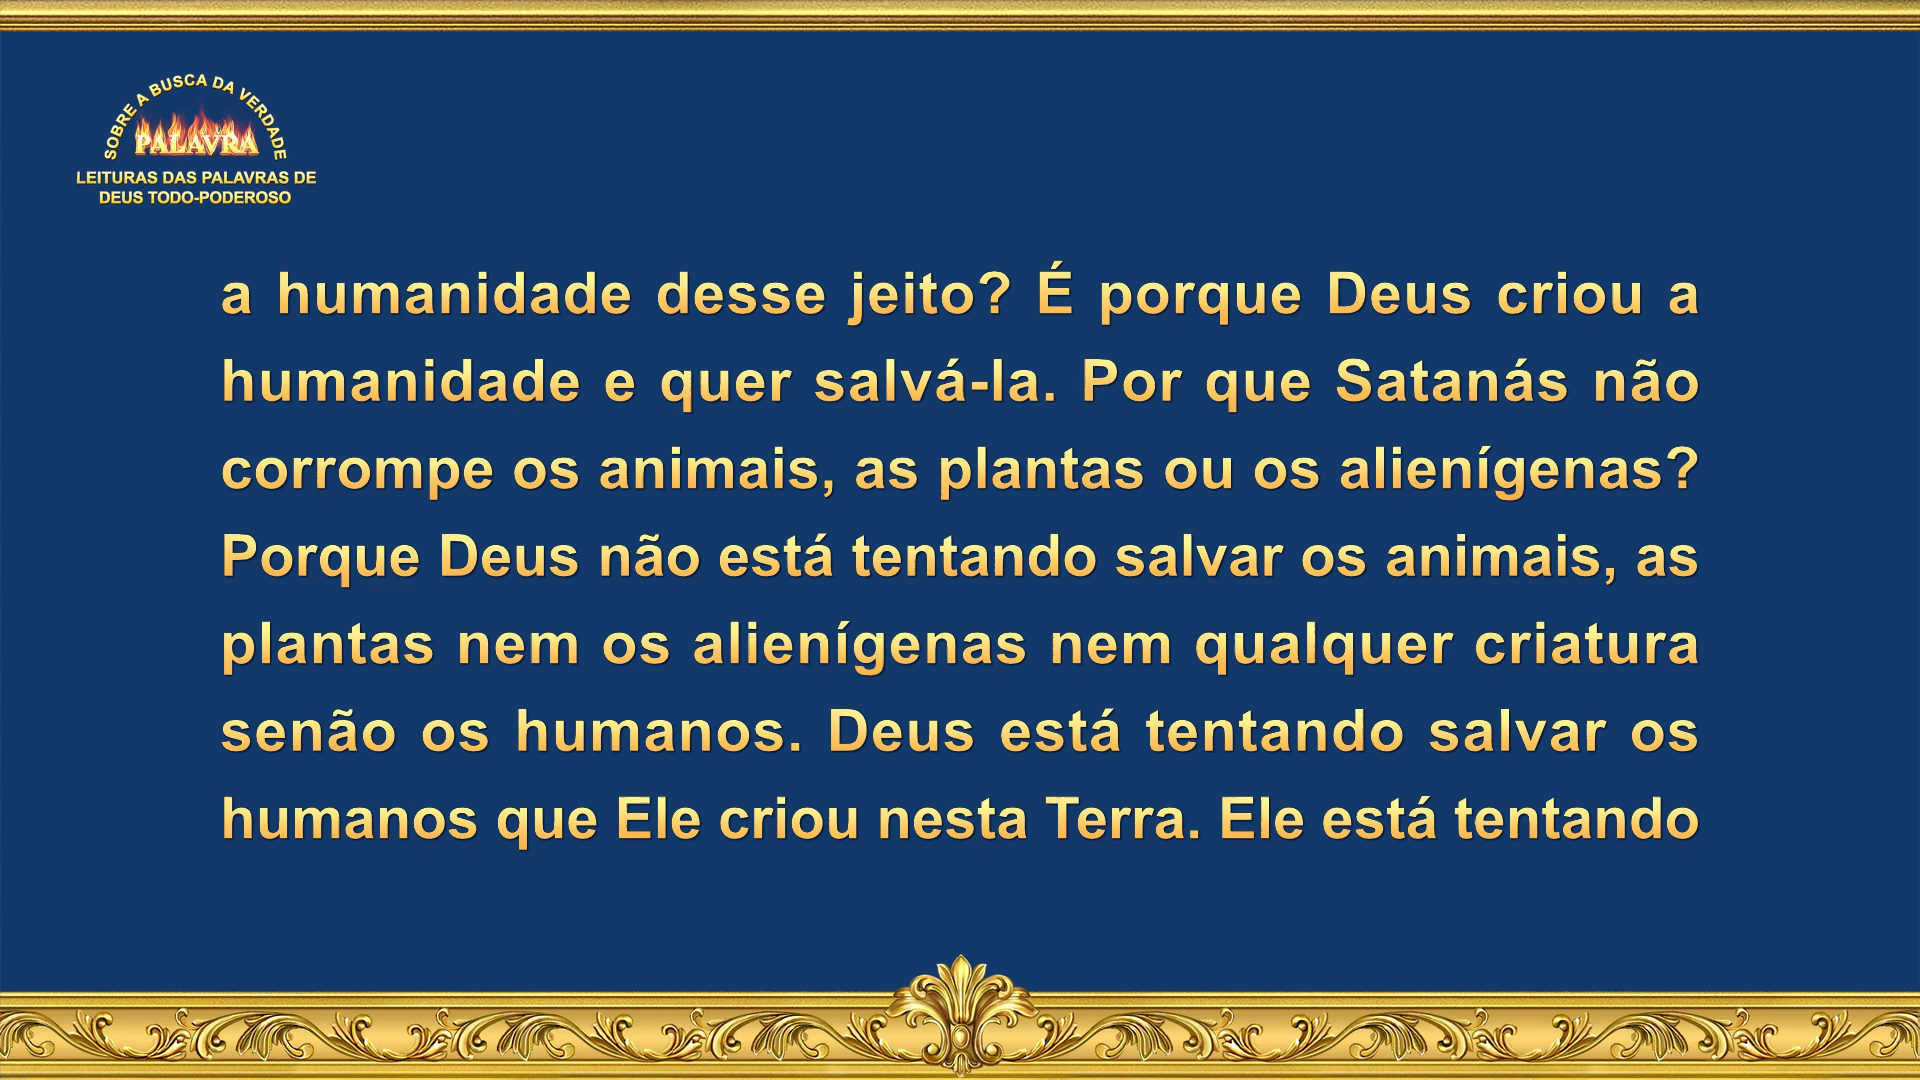 SOBRE A BUSCA DA VERDADE
PALAVRA
LEITURAS DAS PALAVRAS DE
DEUS TODO-PODEROSO
a humanidade desse jeito? É porque Deus criou a
humanidade e quer salvá-la. Por que Satanás não
corrompe os animais, as plantas ou os alienígenas?
Porque Deus não está tentando salvar os animais, as
plantas nem os alienígenas nem qualquer criatura
senão os humanos. Deus está tentando salvar os
humanos que Ele criou nesta Terra. Ele está tentando